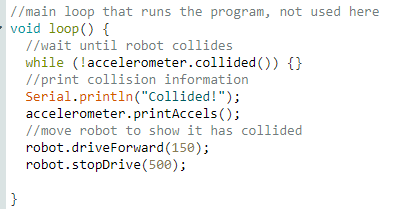 //main loop that runs the program, not used here
void loop() {
  //wait until robot collides
  while (!accelerometer.collided()) {}
  //print collision information
  Serial.println("Collided!");
  accelerometer.printAccels();
  //move robot to show it has collided
  robot.driveForward(150);
  robot.stopDrive(500);
}